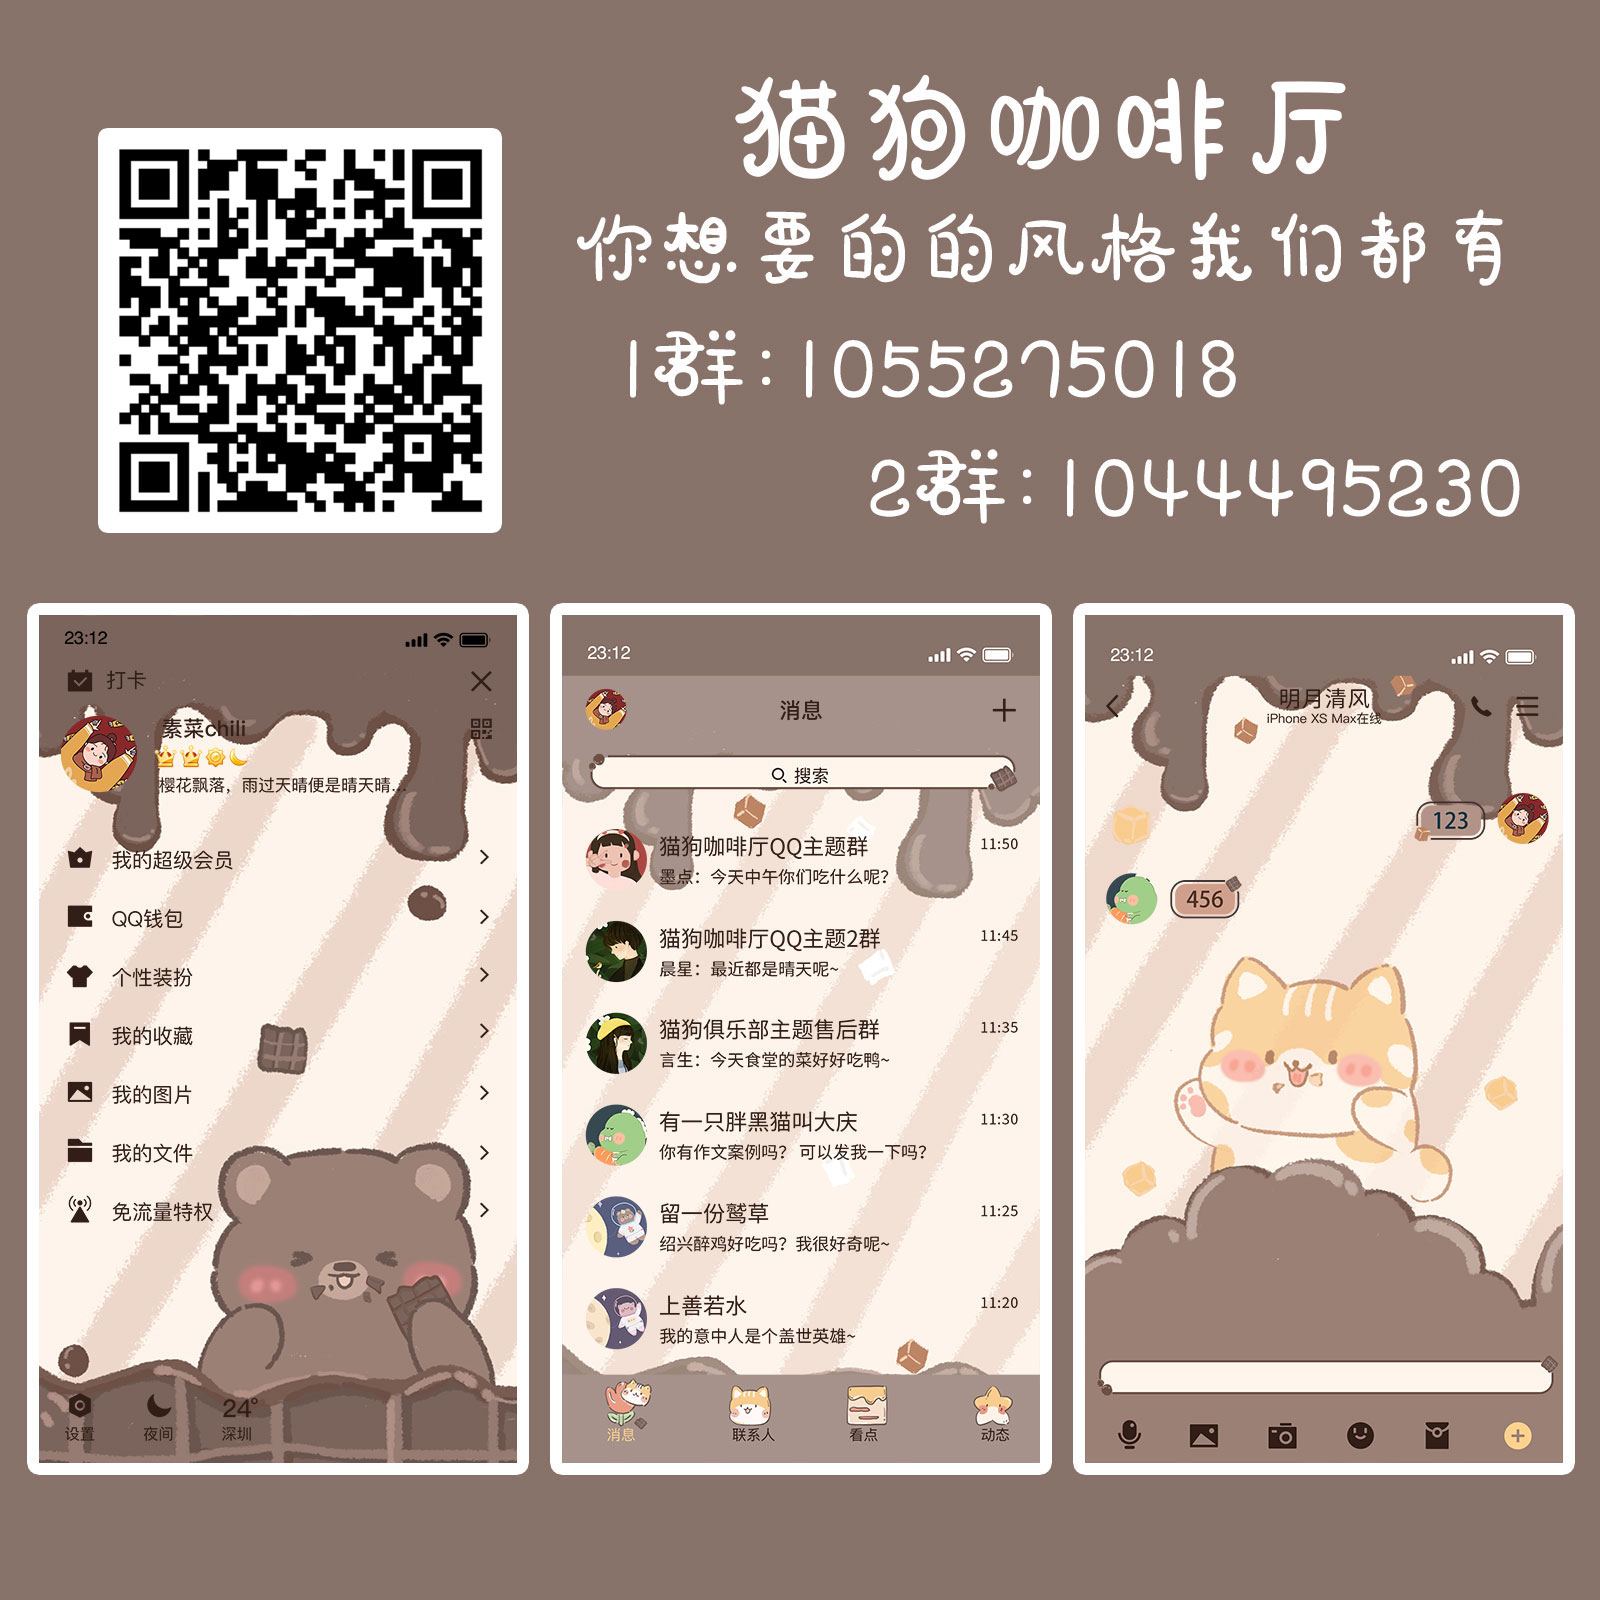 猫狗咖啡厅
你想要的的风格我们都有
1群:1055275018
2群:1044495230
23:12
打卡
素菜chili
樱花飘落，雨过天晴便是晴天晴...
我的超级会员
QQ钱包
个性装扮
我的收藏
我的图片
我的文件
免流量特权
24°
设置 夜间 深圳
23:12
消息
搜索
猫狗咖啡厅QQ主题群 11:50
墨点：今天中午你们吃什么呢？
猫狗咖啡厅QQ主题2群 11:45
晨星：最近都是晴天呢~
猫狗俱乐部主题售后群 11:35
言生：今天食堂的菜好好吃鸭~
有一只胖黑猫叫大庆 11:30
你有作文案例吗？ 可以发我一下吗？
留一份鹫草 11:25
绍兴醉鸡好吃吗？我很好奇呢~
上善若水 11:20
我的意中人是个盖世英雄~
消息 联系人 看点 动态
23:12
明月清风
iPhone XS Max在线
123
456